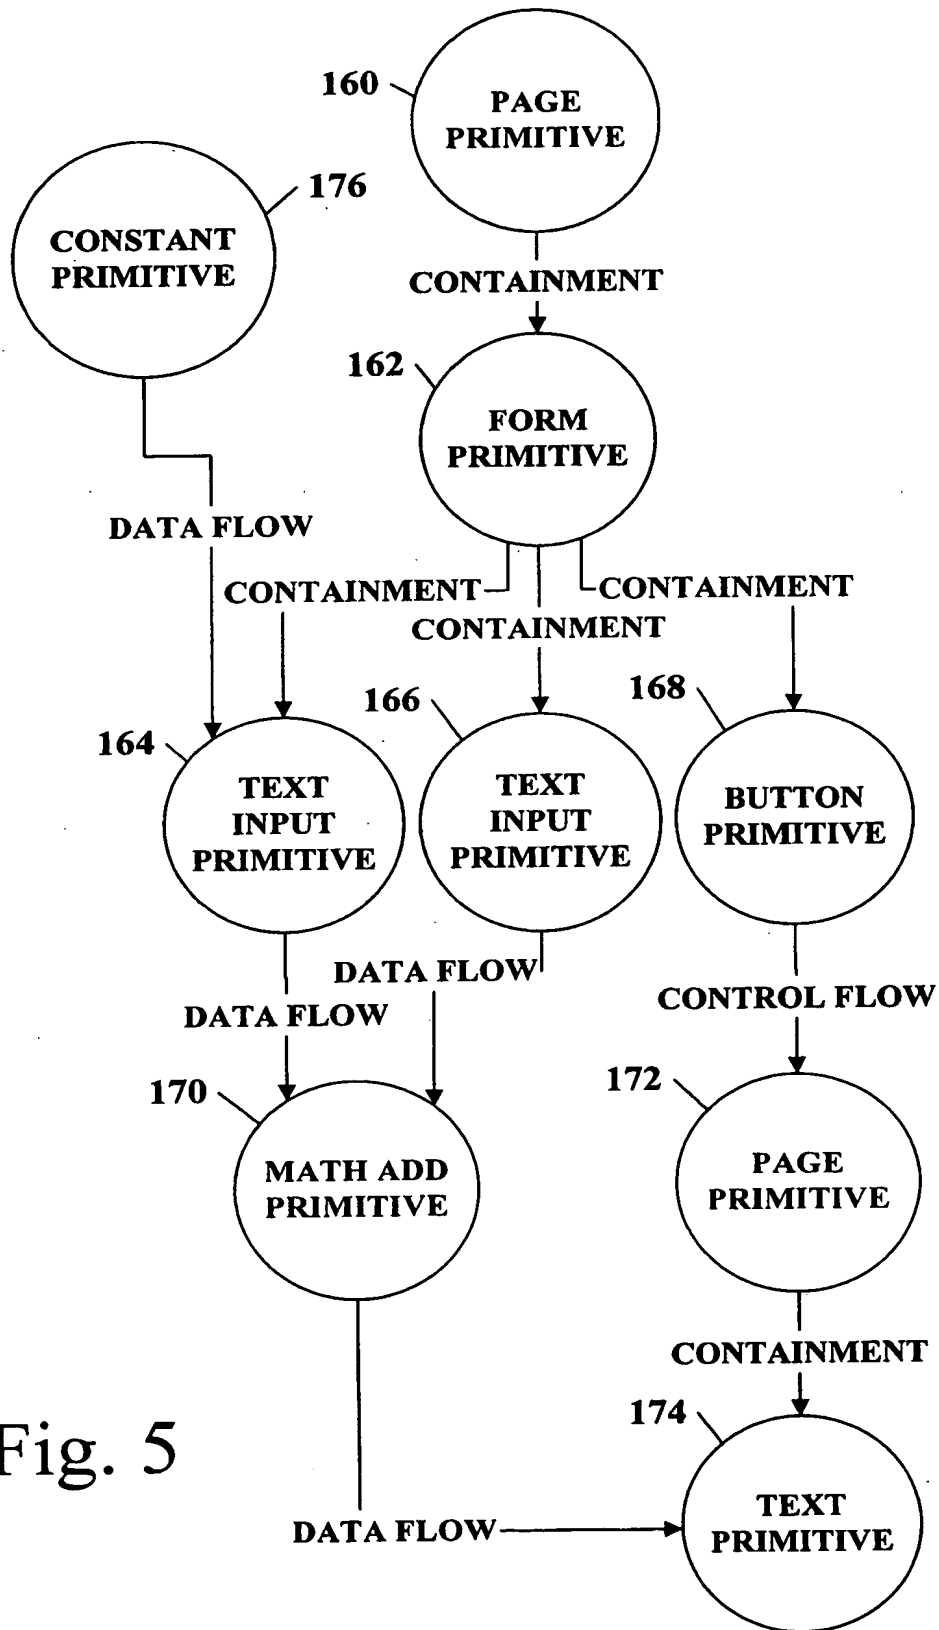 160
PAGE
PRIMITIVE
176
CONSTANT
PRIMITIVE
CONTAINMENT
162
FORM
PRIMITIVE
DATA FLOW
CONTAINMENT
CONTAINMENT
CONTAINMENT
164
166
168
TEXT
INPUT
PRIMITIVE
TEXT
INPUT
PRIMITIVE
BUTTON
PRIMITIVE
DATA FLOW
DATA FLOW
CONTROL FLOW
170
172
MATH ADD
PRIMITIVE
PAGE
PRIMITIVE
CONTAINMENT
174
Fig. 5
TEXT
PRIMITIVE
DATA FLOW